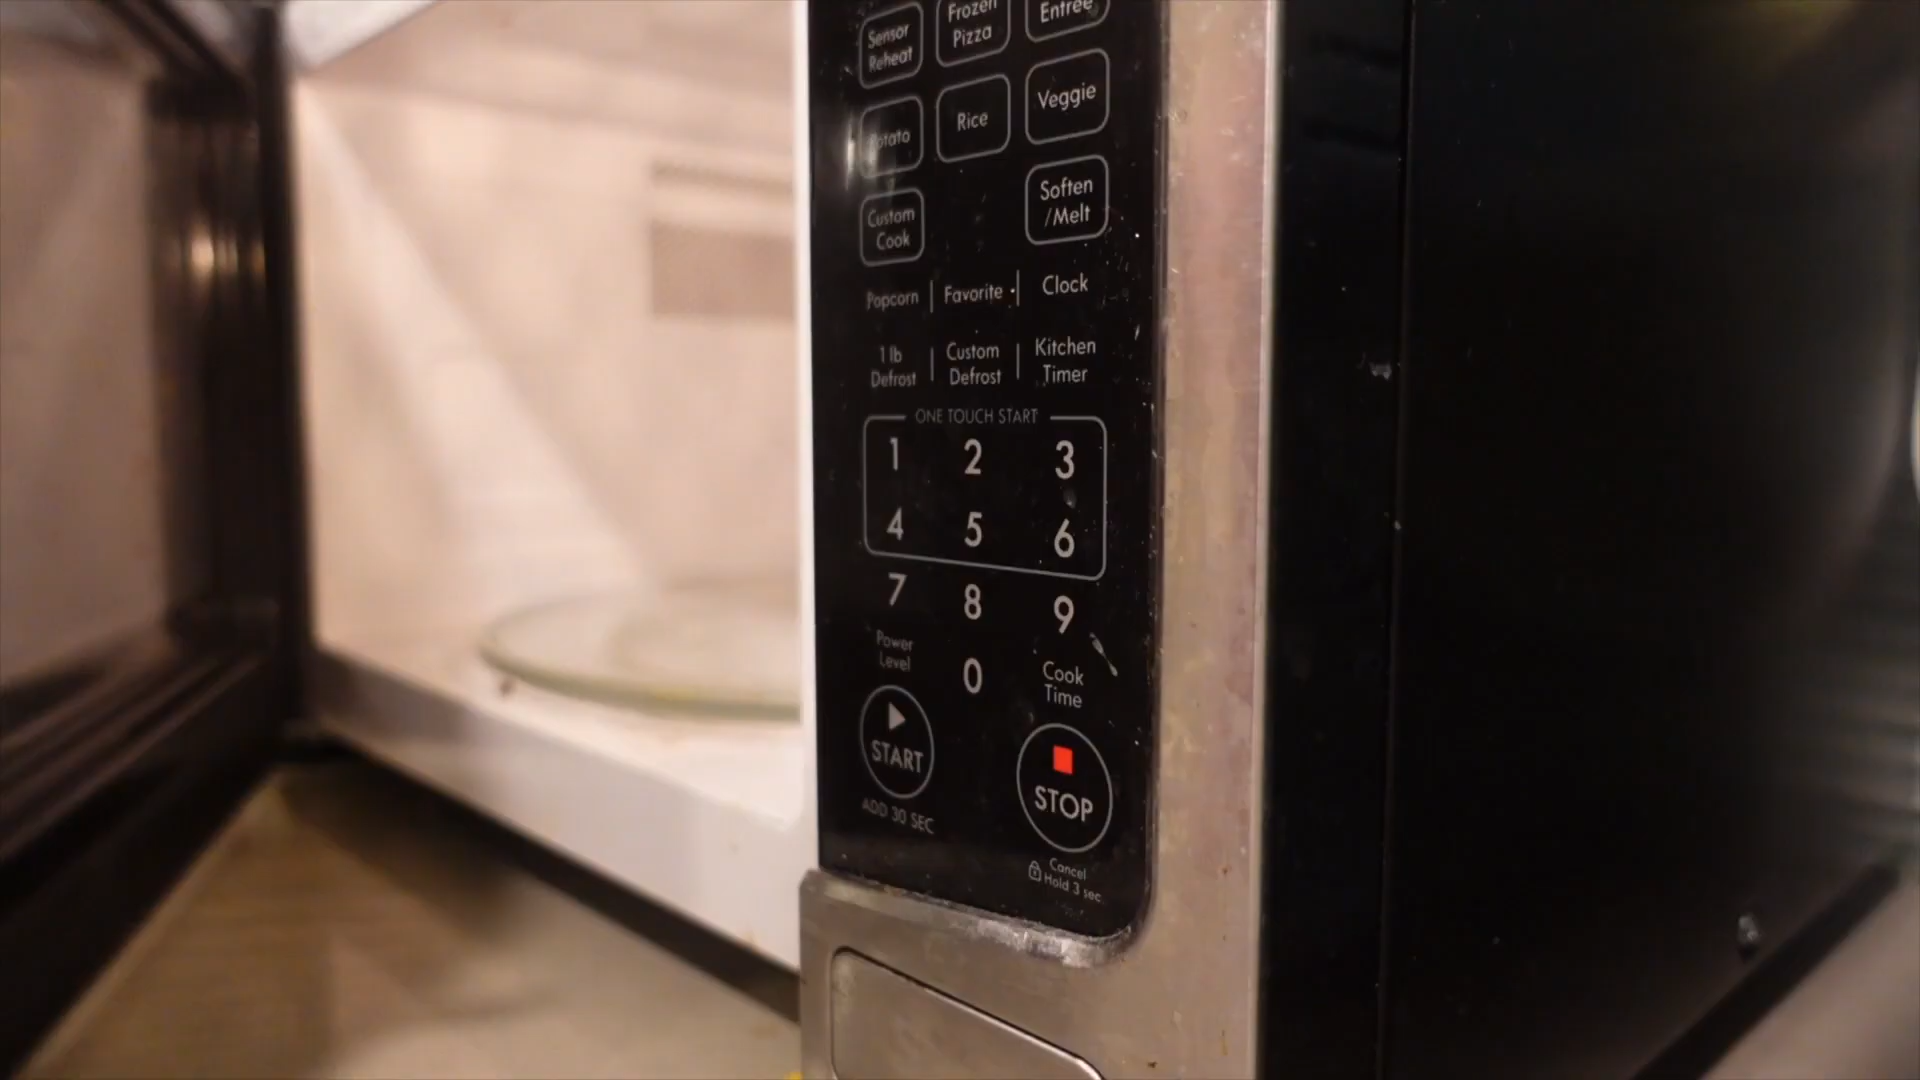 Sensor
Reheat
Frozen
Pizza
Entrée
Potato
Rice
Veggie
Custom
Cook
Soften
/Melt
Popcorn
Favorite
Clock
1 lb
Defrost
Custom
Defrost
Kitchen
Timer
ONE TOUCH START
1 2 3
4 5 6
7 8 9
Power
Level
0
Cook
Time
START
ADD 30 SEC
STOP
Cancel
Hold 3 sec